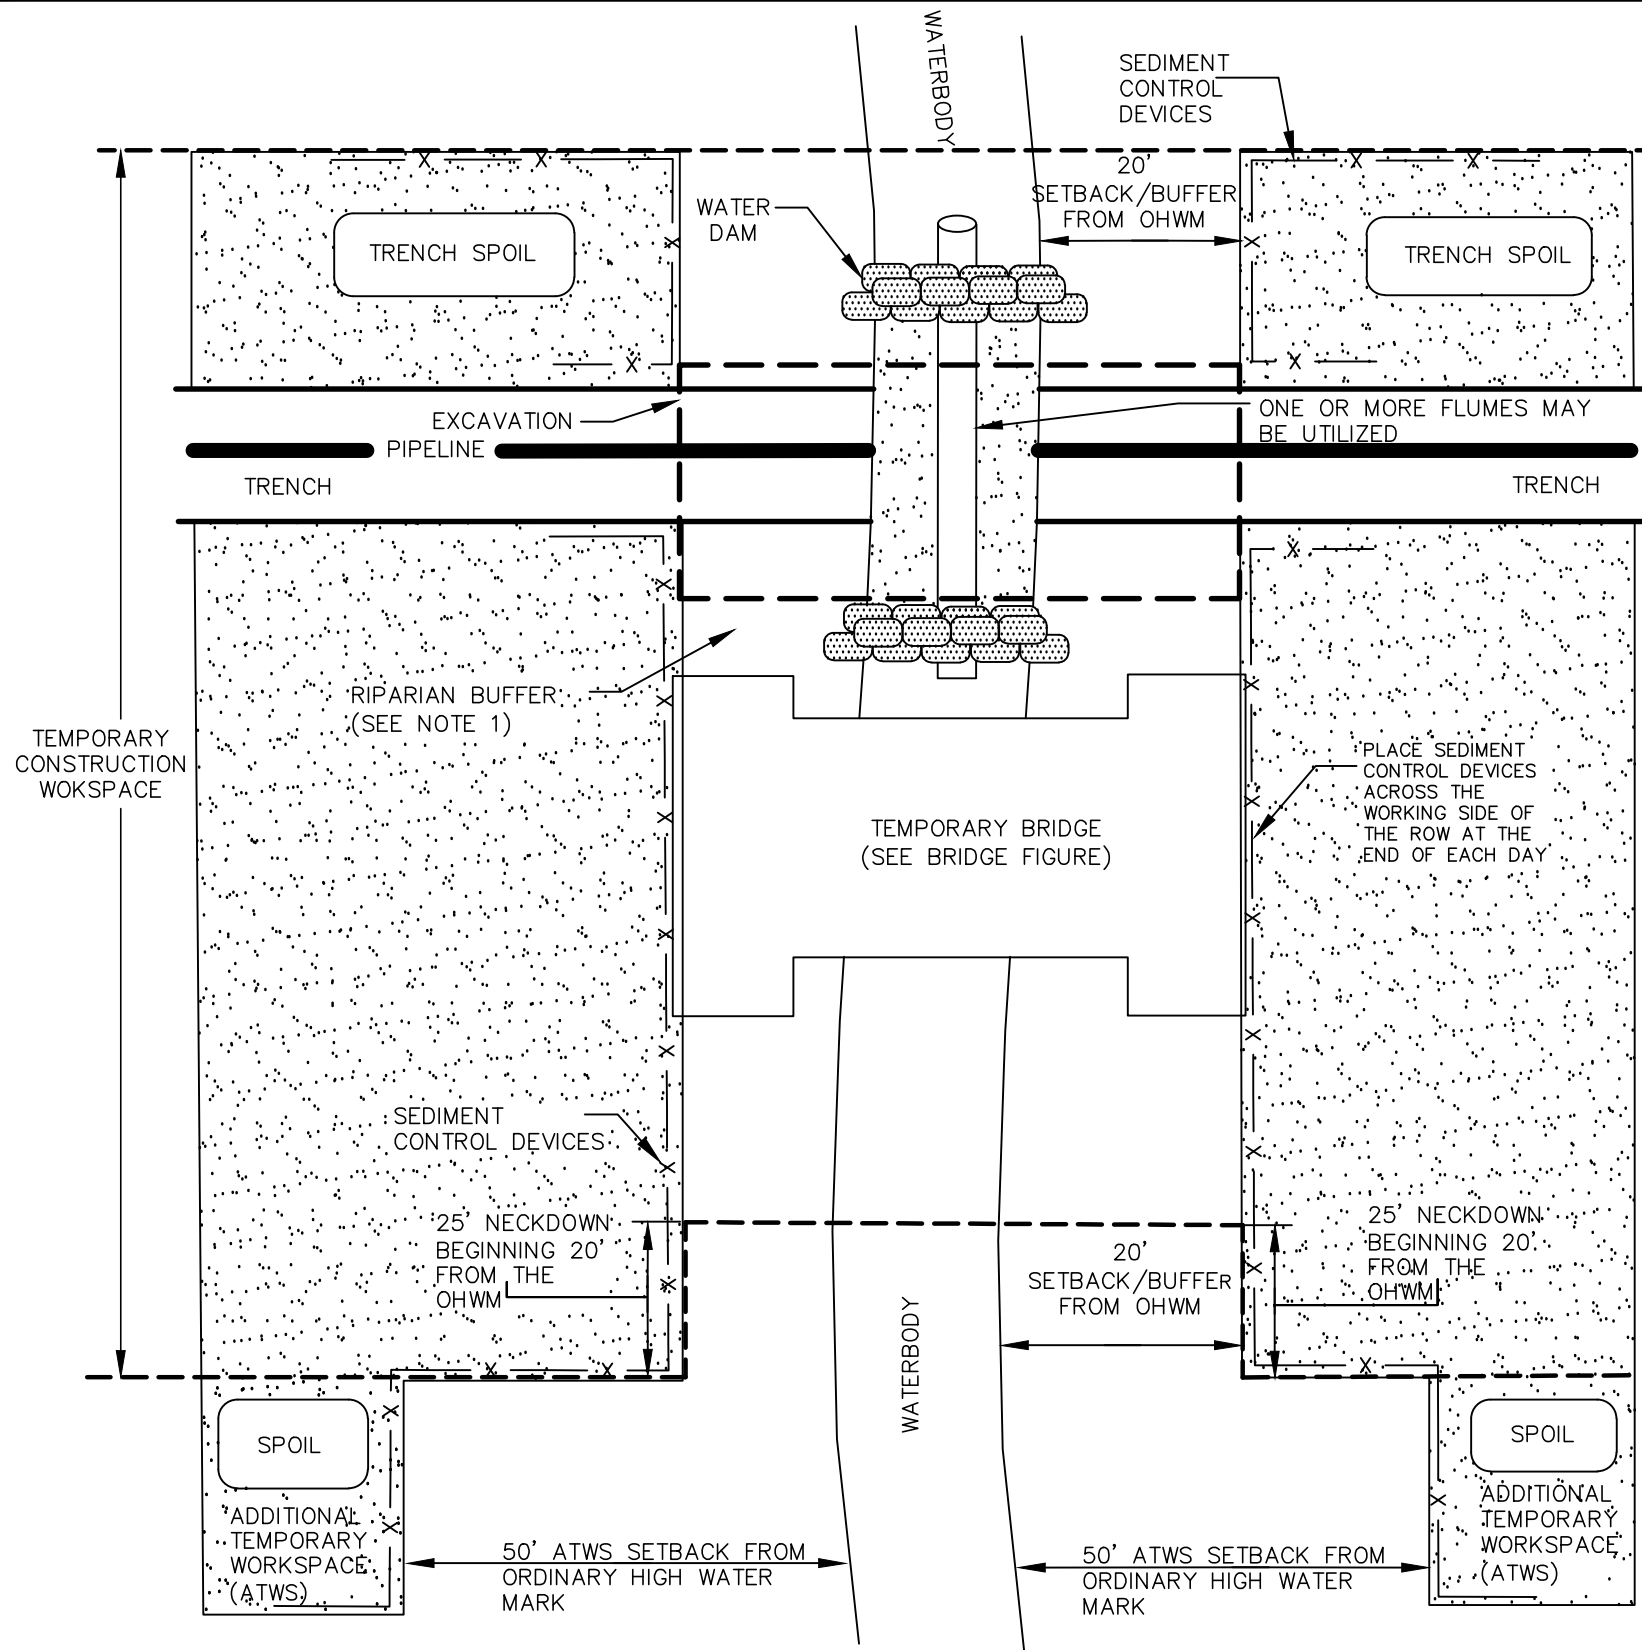 WATERBODY
SEDIMENT
CONTROL
DEVICES
20'
SETBACK/BUFFER
FROM OHWM
WATER
DAM
TRENCH SPOIL
TRENCH SPOIL
EXCAVATION
ONE OR MORE FLUMES MAY
BE UTILIZED
PIPELINE
TRENCH
TRENCH
RIPARIAN BUFFER
(SEE NOTE 1)
TEMPORARY
CONSTRUCTION
WOKSPACE
PLACE SEDIMENT
CONTROL DEVICES
ACROSS THE
WORKING SIDE OF
THE ROW AT THE
END OF EACH DAY
TEMPORARY BRIDGE
(SEE BRIDGE FIGURE)
SEDIMENT
CONTROL DEVICES
25' NECKDOWN
BEGINNING 20'
FROM THE
OHWM
20'
SETBACK/BUFFER
FROM OHWM
25' NECKDOWN
BEGINNING 20'
FROM THE
OHWM
WATERBODY
SPOIL
SPOIL
ADDITIONAL
TEMPORARY
WORKSPACE
(ATWS)
50' ATWS SETBACK FROM
ORDINARY HIGH WATER
MARK
50' ATWS SETBACK FROM
ORDINARY HIGH WATER
MARK
ADDITIONAL
TEMPORARY
WORKSPACE
(ATWS)